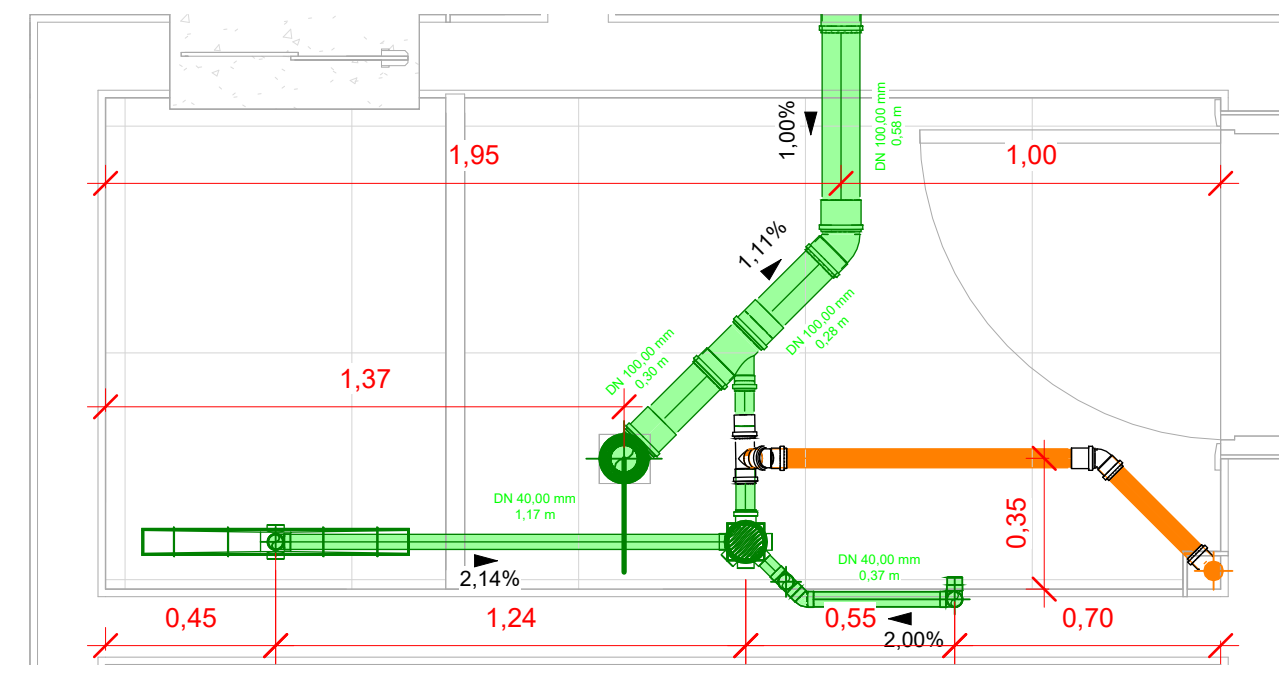 1,00%
DN 100,00 mm
0,58 m
1,95
1,00
1,11%
DN 100,00 mm
0,28 m
DN 100,00 mm
0,30 m
1,37
DN 40,00 mm
1,17 m
0,35
2,14%
DN 40,00 mm
0,37 m
0,45
1,24
0,55
0,70
2,00%